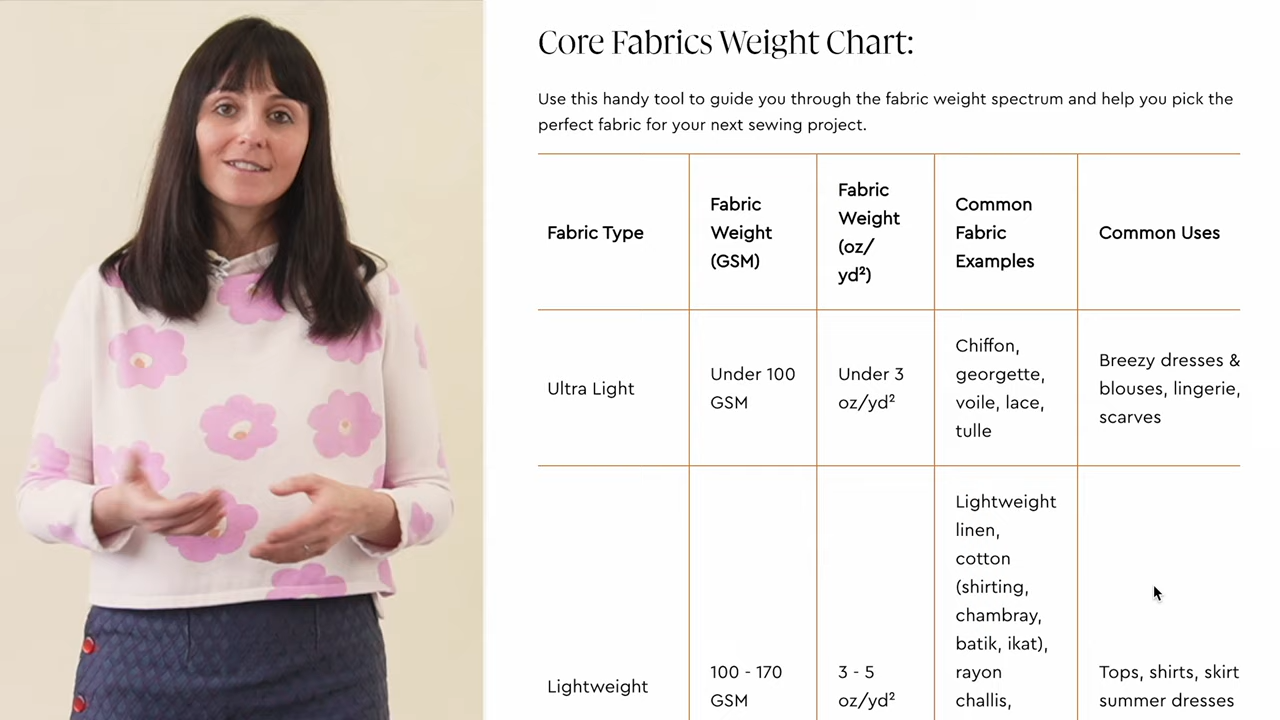 Core Fabrics Weight Chart:
Use this handy tool to guide you through the fabric weight spectrum and help you pick the
perfect fabric for your next sewing project.
Fabric Type
Fabric
Weight
(GSM)
Fabric
Weight
(oz/
yd²)
Common
Fabric
Examples
Common Uses
Ultra Light
Under 100
GSM
Under 3
oz/yd²
Chiffon,
georgette,
voile, lace,
tulle
Breezy dresses &
blouses, lingerie,
scarves
Lightweight
100 - 170
GSM
3 - 5
oz/yd²
Lightweight
linen,
cotton
(shirting,
chambray,
batik, ikat),
rayon
challis,
Tops, shirts, skirt
summer dresses